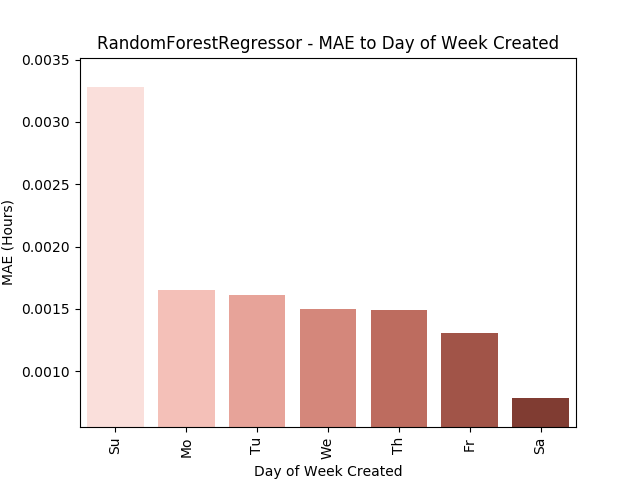 RandomForestRegressor - MAE to Day of Week Created
0.0035
0.0030
0.0025
0.0020
0.0015
0.0010
MAE (Hours)
Su Mo Tu We Th Fr Sa
Day of Week Created